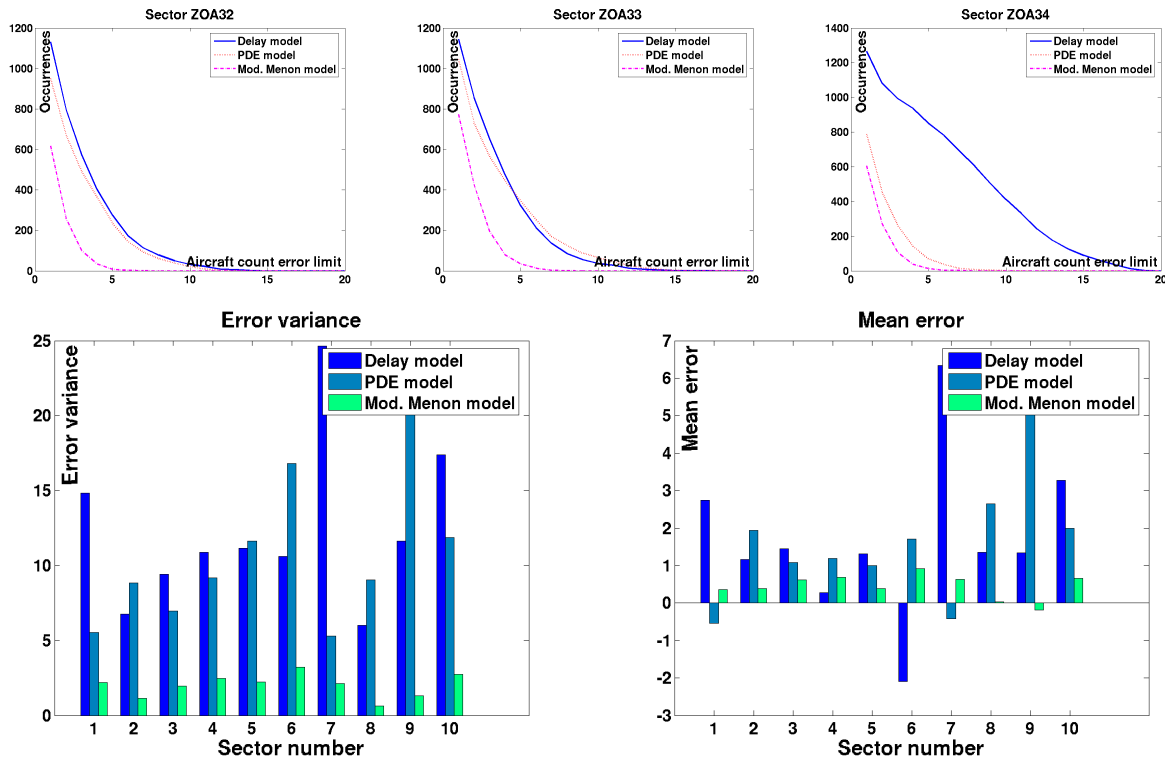 Sector ZOA32
Occurrences
1200
1000
800
600
400
200
0
0 5 10 15 20
Aircraft count error limit
Delay model
PDE model
Mod. Menon model
Sector ZOA33
Occurrences
1200
1000
800
600
400
200
0
0 5 10 15 20
Aircraft count error limit
Delay model
PDE model
Mod. Menon model
Sector ZOA34
Occurrences
1400
1200
1000
800
600
400
200
0
0 5 10 15 20
Aircraft count error limit
Delay model
PDE model
Mod. Menon model
Error variance
Error variance
25
20
15
10
5
0
1 2 3 4 5 6 7 8 9 10
Sector number
Delay model
PDE model
Mod. Menon model
Mean error
Mean error
7
6
5
4
3
2
1
0
-1
-2
-3
1 2 3 4 5 6 7 8 9 10
Sector number
Delay model
PDE model
Mod. Menon model